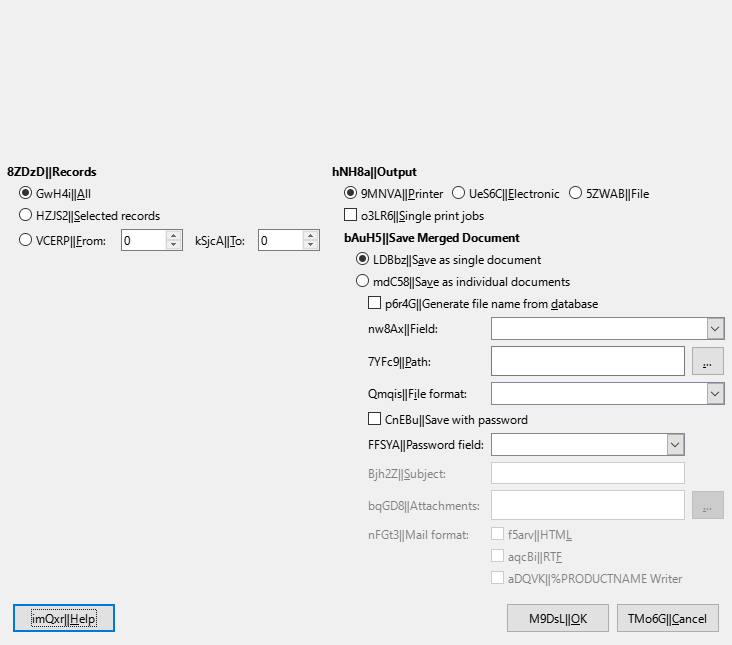 8ZDzD||Records
GwH4i||All
HZJS2||Selected records
VCERP||From: 0 kSjcA||To: 0
hNH8a||Output
9MNVA||Printer UeS6C||Electronic 5ZWAB||File
o3LR6||Single print jobs
bAuH5||Save Merged Document
LDBbz||Save as single document
mdC58||Save as individual documents
p6r4G||Generate file name from database
nw8Ax||Field:
7YFc9||Path: ...
Qmqis||File format:
CnEBu||Save with password
FFSYA||Password field:
Bjh2Z||Subject:
bqGD8||Attachments: ...
nFGt3||Mail format: f5arv||HTML
aqcBi||RTF
aDQVK||%PRODUCTNAME Writer
imQxr||Help M9DsL||OK TMo6G||Cancel